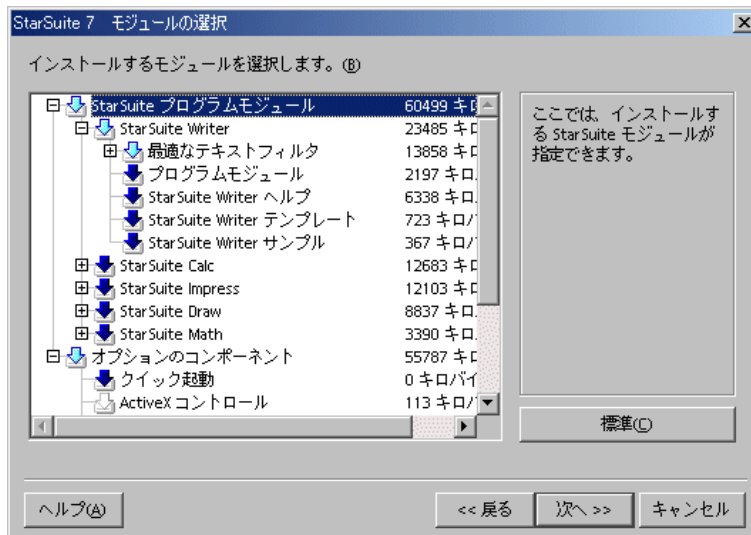 StarSuite 7 モジュールの選択
インストールするモジュールを選択します。(B)
StarSuite プログラムモジュール 60499 キロ
StarSuite Writer 23485 キロ
最適なテキストフィルタ 13858 キロ
プログラムモジュール 2197 キロ
StarSuite Writer ヘルプ 6338 キロ
StarSuite Writer テンプレート 723 キロバ
StarSuite Writer サンプル 367 キロバ
StarSuite Calc 12683 キロ
StarSuite Impress 12103 キロ
StarSuite Draw 8837 キロ
StarSuite Math 3390 キロ
オプションのコンポーネント 55787 キロ
クイック起動 0 キロバイ
ActiveX コントロール 113 キロバ
ここでは、インストールす
る StarSuite モジュールが
指定できます。
標準(C)
ヘルプ(A)
<< 戻る
次へ >>
キャンセル